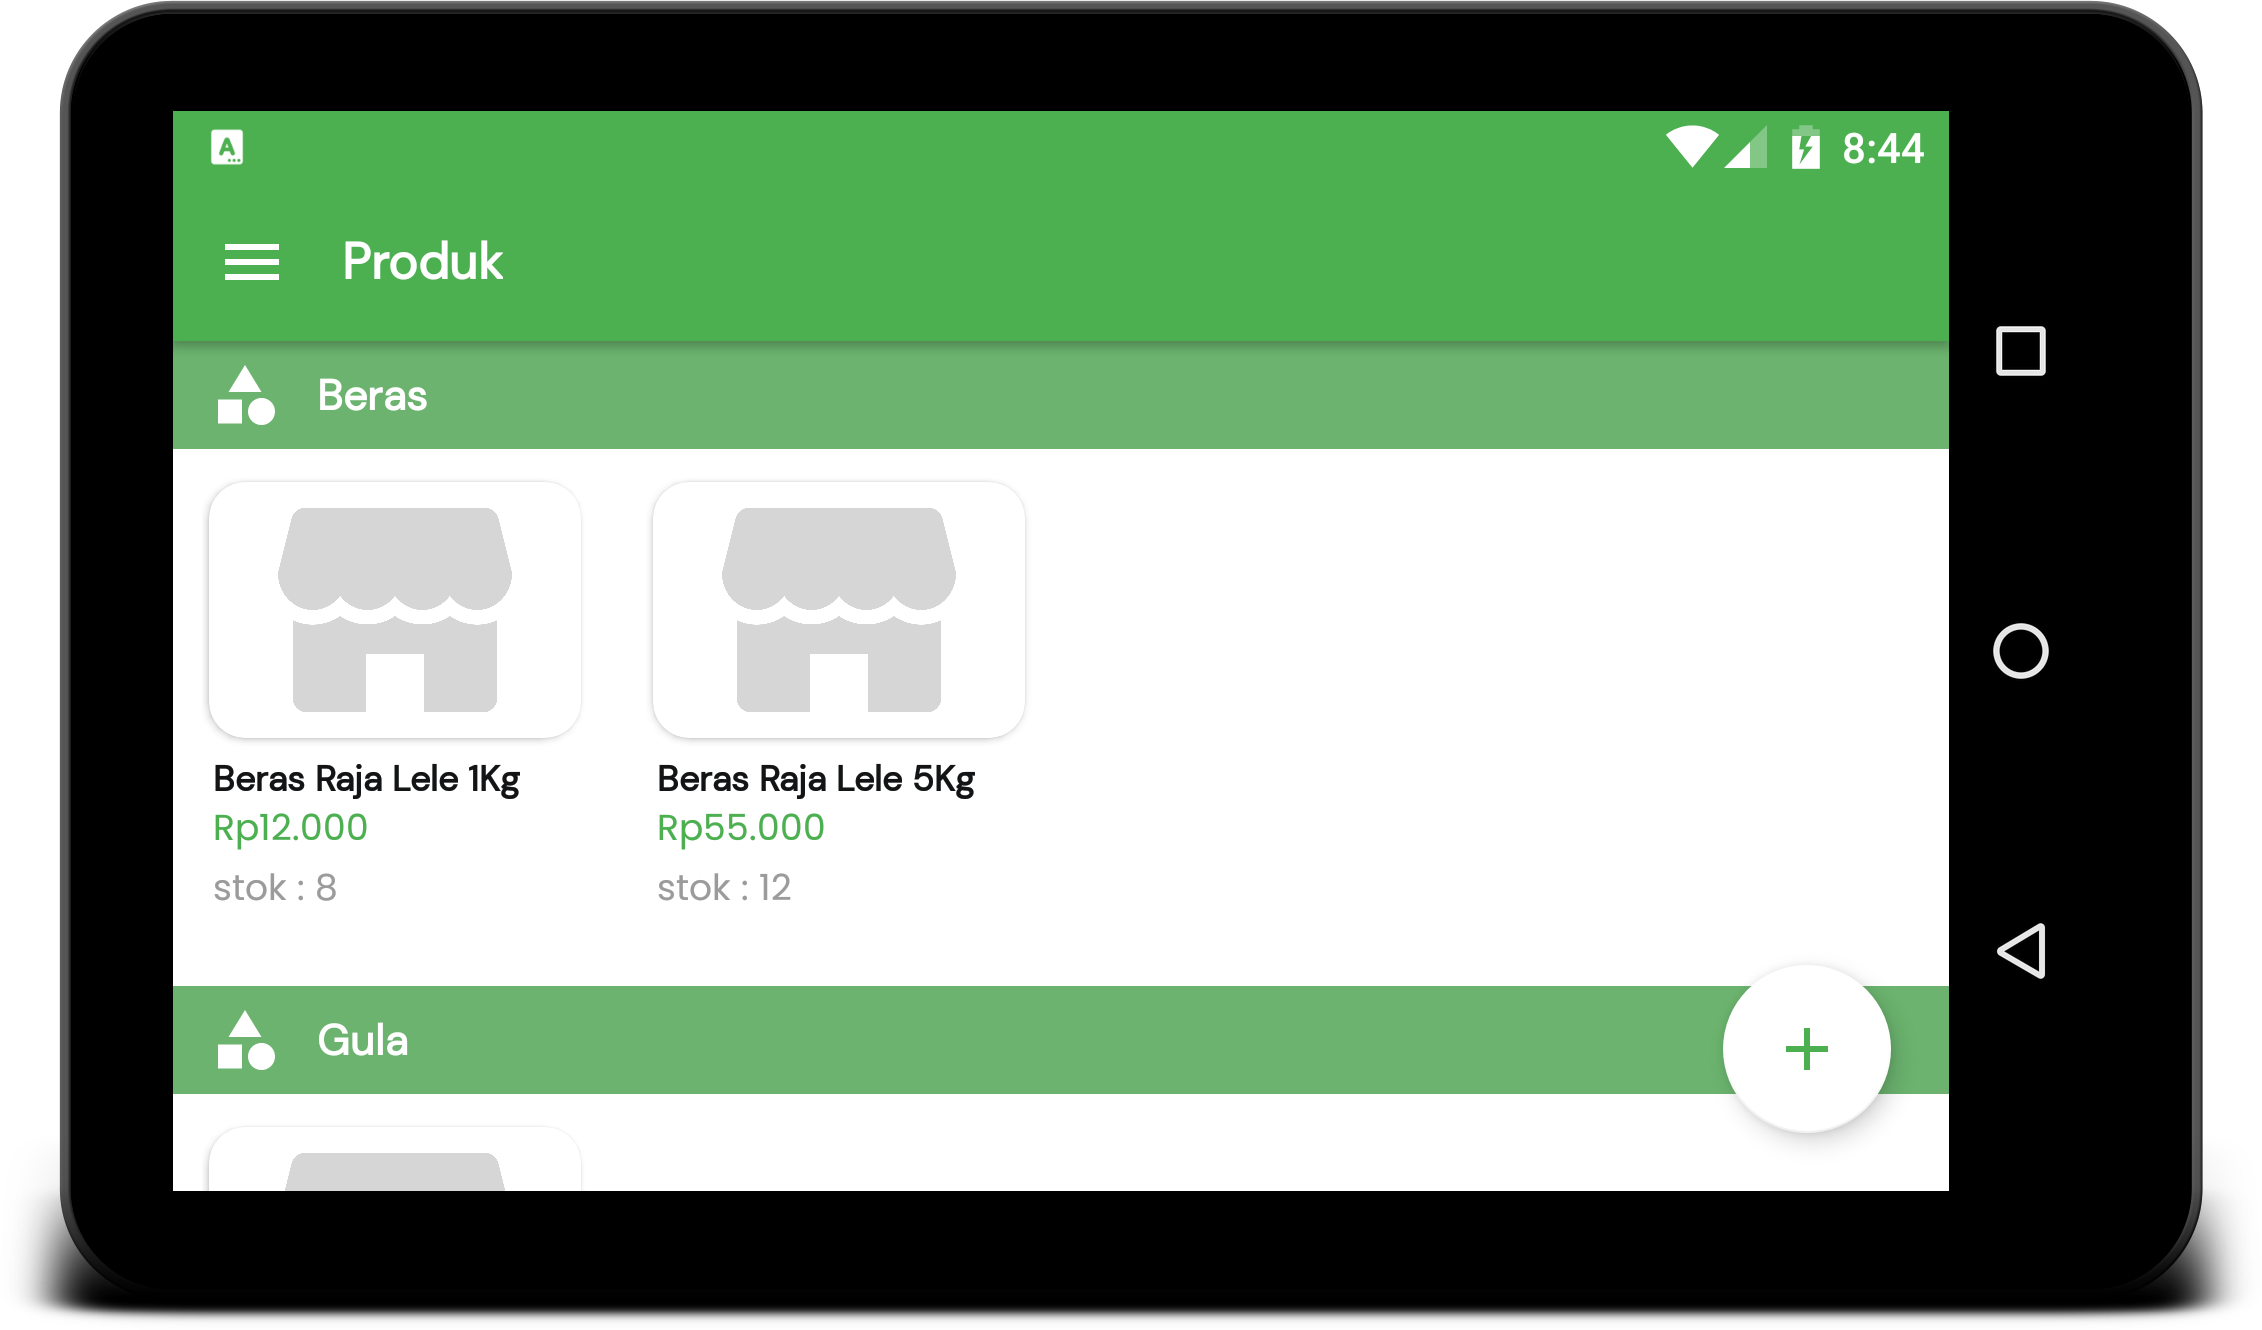 A
8:44
Produk
Beras
Beras Raja Lele 1Kg
Rp12.000
stok : 8
Beras Raja Lele 5Kg
Rp55.000
stok : 12
Gula